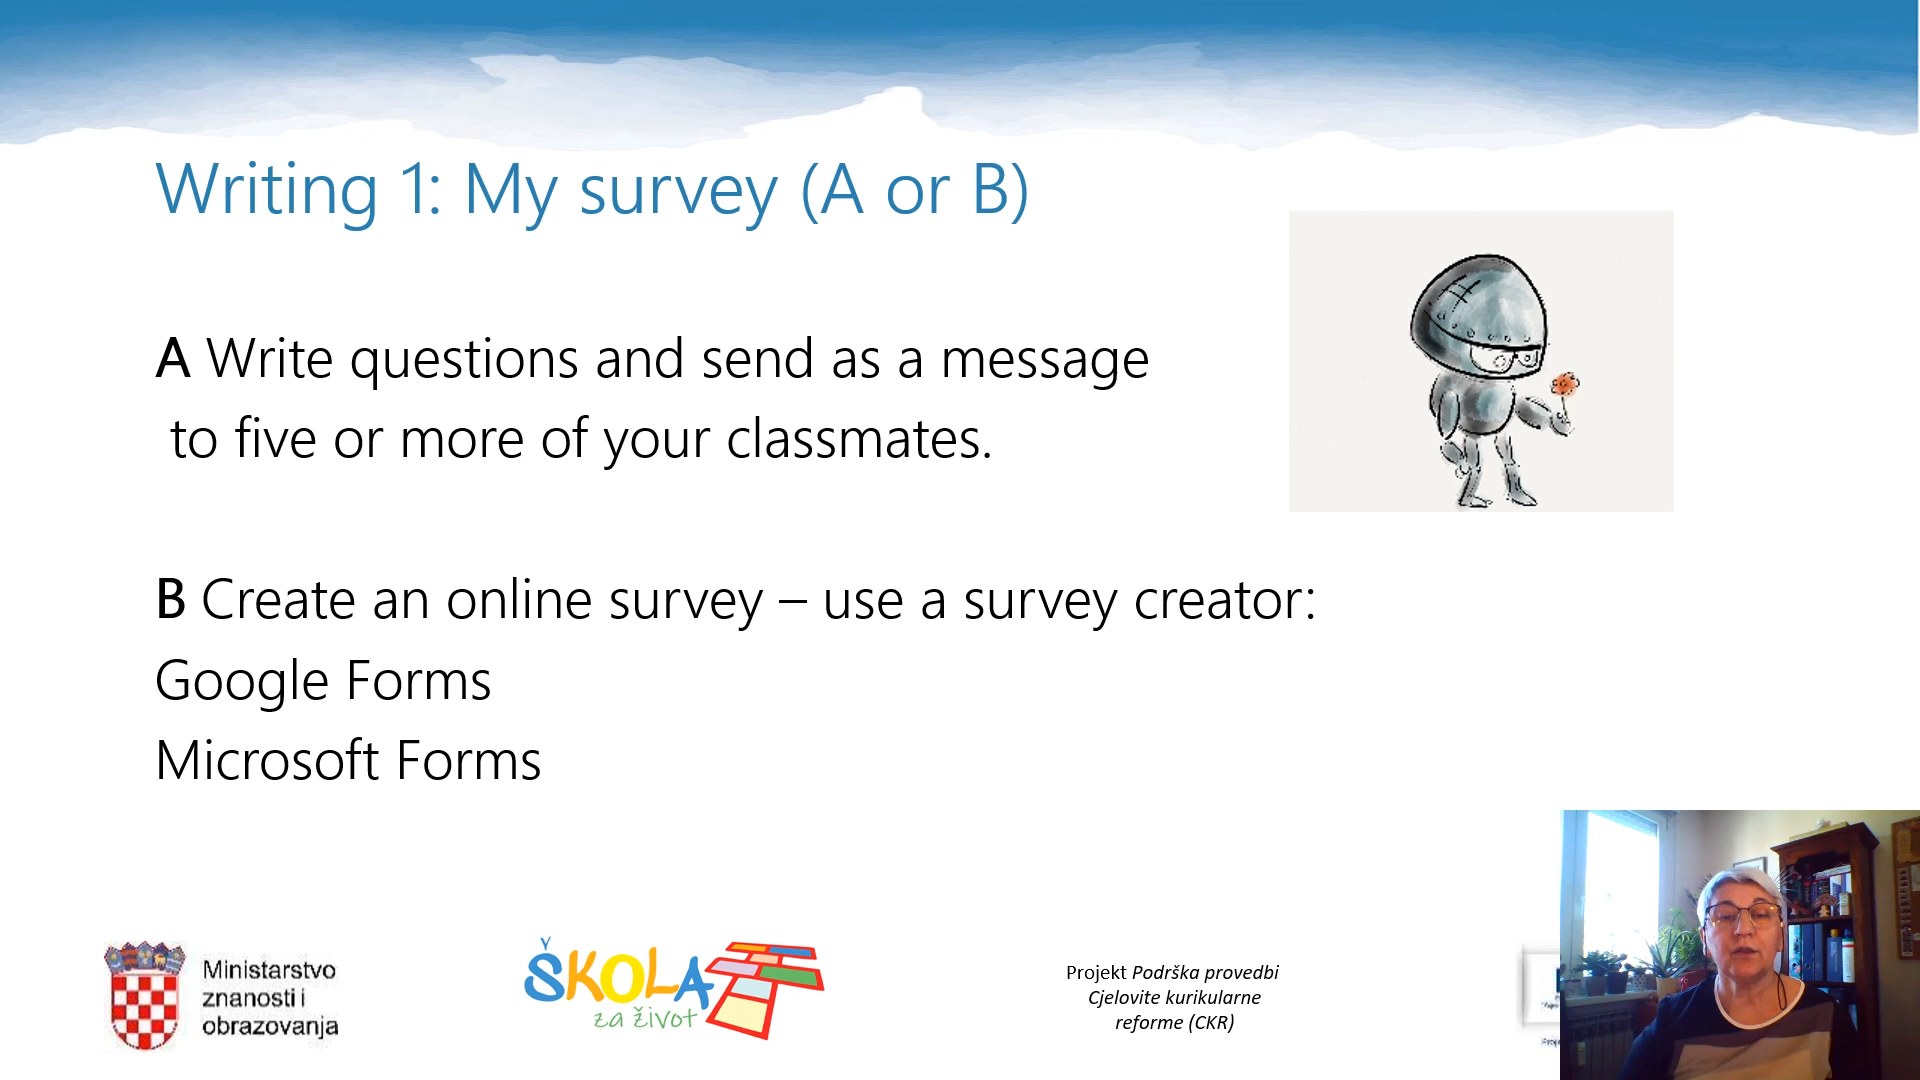 Writing 1: My survey (A or B)
A Write questions and send as a message
to five or more of your classmates.
B Create an online survey – use a survey creator:
Google Forms
Microsoft Forms
Ministarstvo
znanosti i
obrazovanja
ŠKOLA
za život
Projekt Podrška provedbi
Cjelovite kurikularne
reforme (CKR)